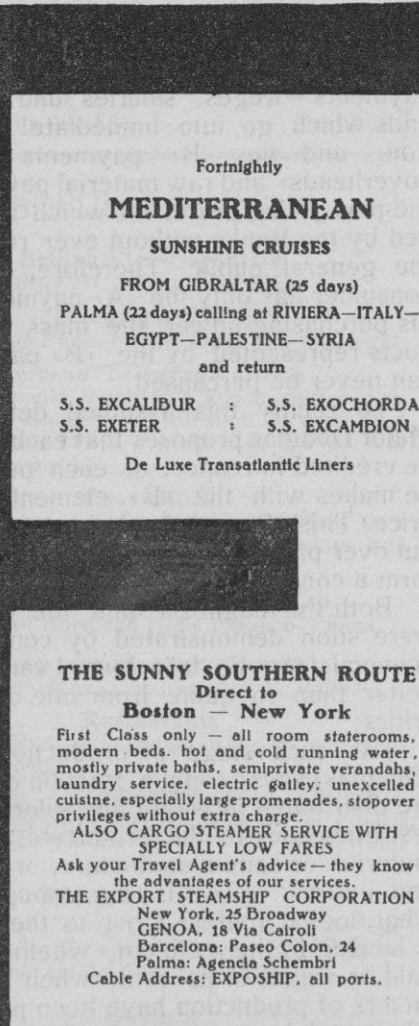 Fortnightly
MEDITERRANEAN
SUNSHINE CRUISES
FROM GIBRALTAR (25 days)
PALMA (22 days) calling at RIVIERA—ITALY—
EGYPT—PALESTINE—SYRIA
and return
S.S. EXCALIBUR : S.S. EXOCHORDA
S.S. EXETER : S.S. EXCAMBION
De Luxe Transatlantic Liners
THE SUNNY SOUTHERN ROUTE
Direct to
Boston — New York
First Class only — all room staterooms,
modern beds. hot and cold running water,
mostly private baths, semiprivate verandahs,
laundry service, electric galley, unexcelled
cuisine, especially large promenades, stopover
privileges without extra charge.
ALSO CARGO STEAMER SERVICE WITH
SPECIALLY LOW FARES
Ask your Travel Agent's advice — they know
the advantages of our services.
THE EXPORT STEAMSHIP CORPORATION
New York, 25 Broadway
GENOA, 18 Via Cairoli
Barcelona: Paseo Colon, 24
Palma: Agencia Schembri
Cable Address: EXPOSHIP, all ports.